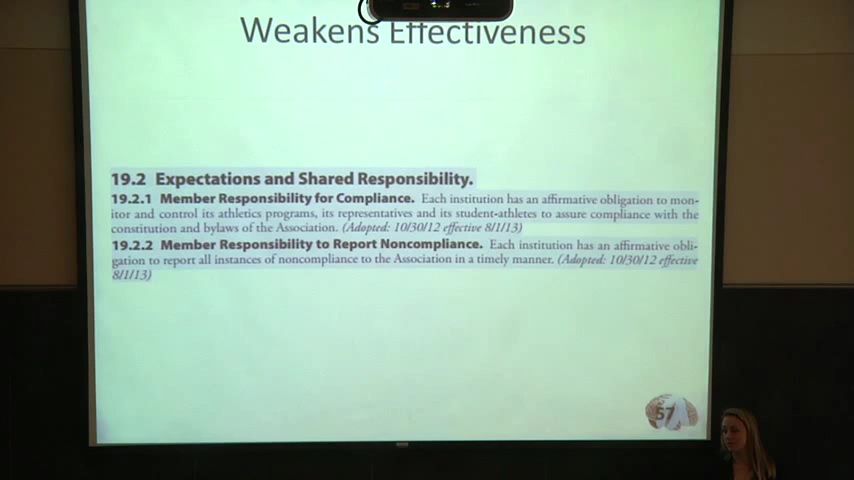 Weakens Effectiveness
19.2 Expectations and Shared Responsibility.
19.2.1 Member Responsibility for Compliance. Each institution has an affirmative obligation to mon-
itor and control its athletics programs, its representatives and its student-athletes to assure compliance with the
constitution and bylaws of the Association. (Adopted: 10/30/12 effective 8/1/13)
19.2.2 Member Responsibility to Report Noncompliance. Each institution has an affirmative obli-
gation to report all instances of noncompliance to the Association in a timely manner. (Adopted: 10/30/12 effective
8/1/13)
57